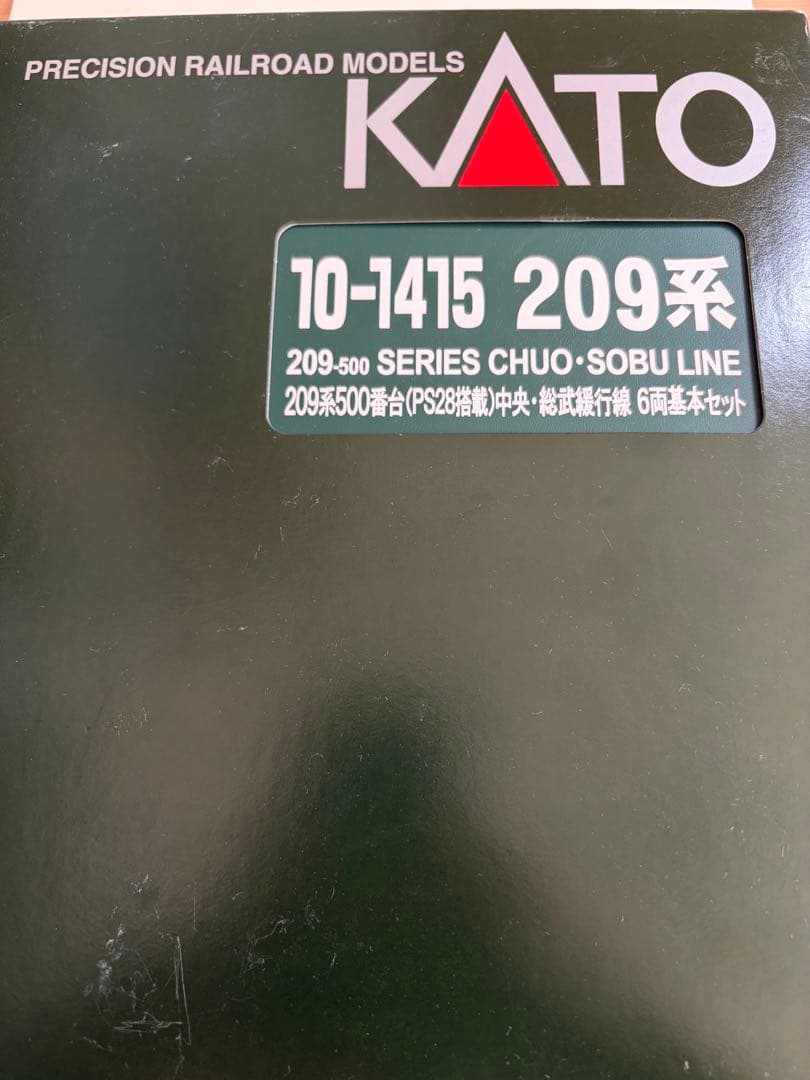 PRECISION RAILROAD MODELS
KATO
10-1415 209系
209-500 SERIES CHUO・SOBU LINE
209系500番台(PS28搭載)中央・総武緩行線 6両基本セット